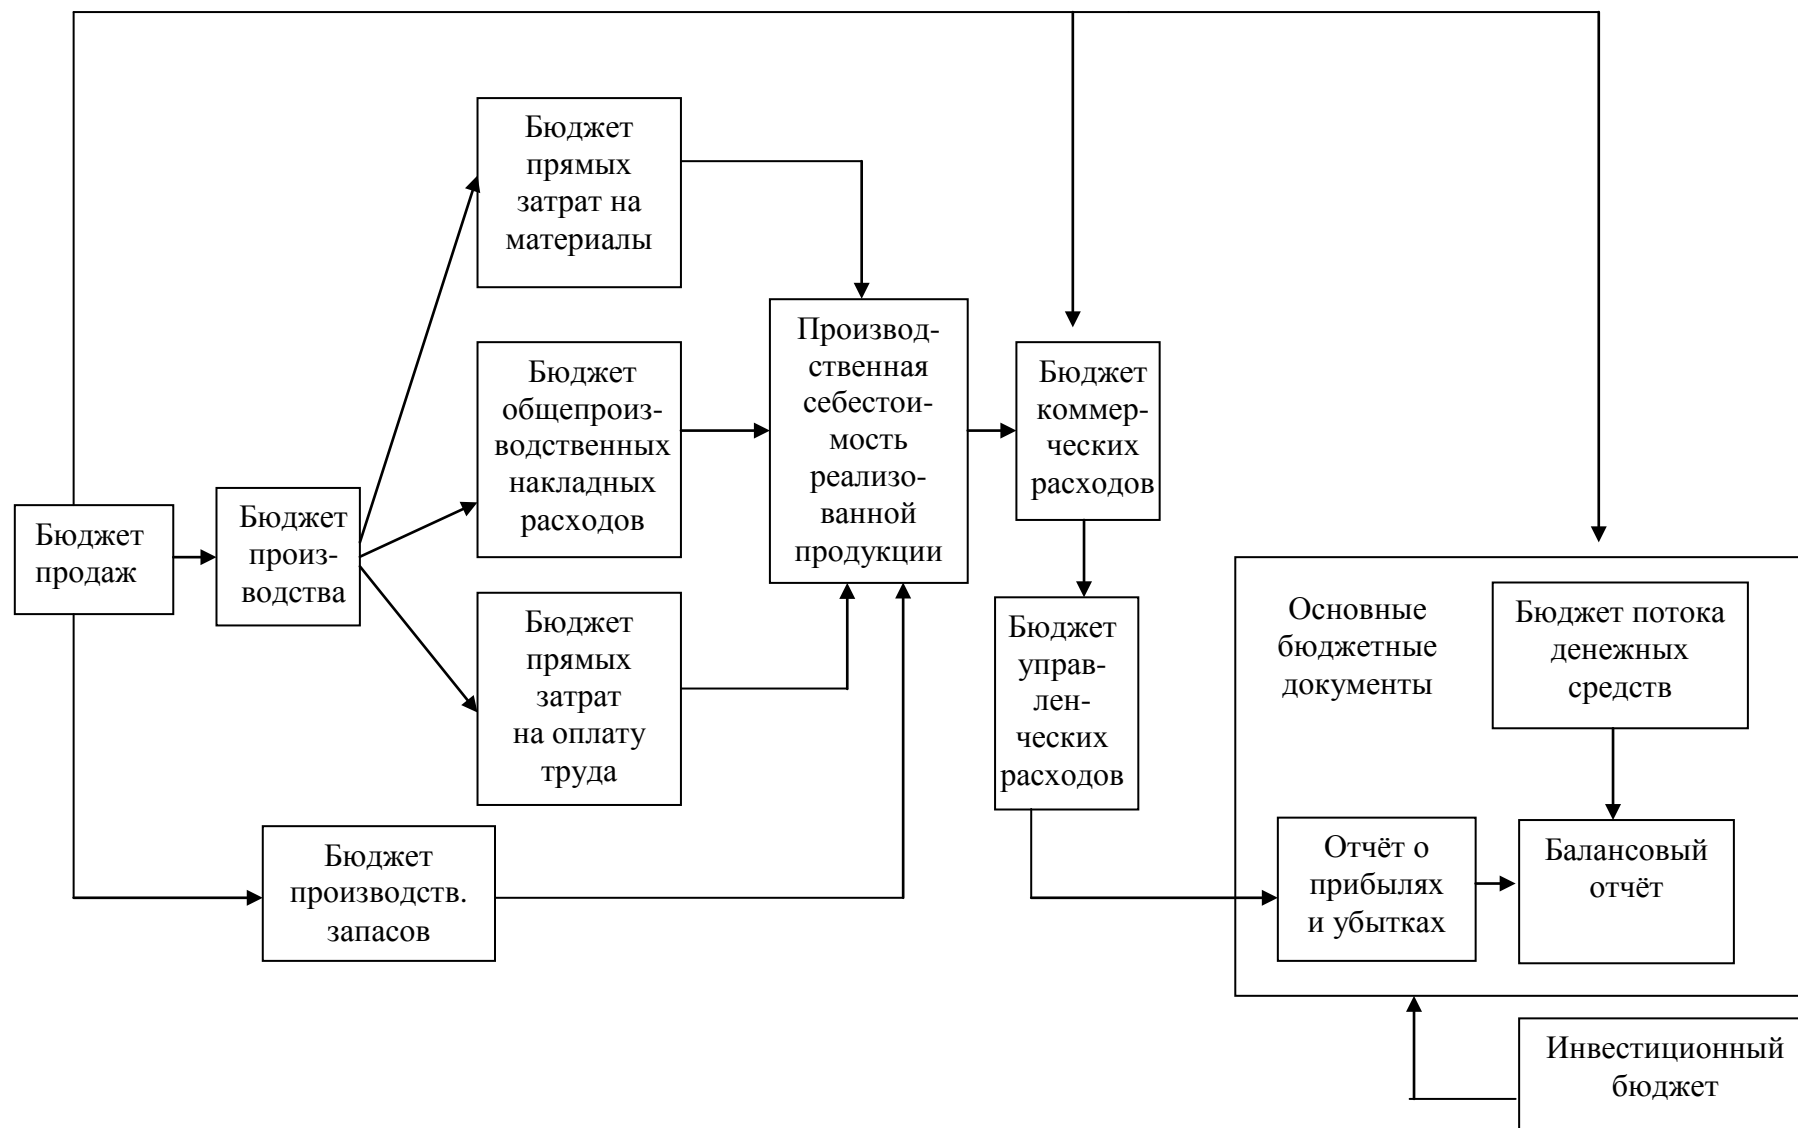 Бюджет
прямых
затрат на
материалы
Бюджет
общепроиз-
водственных
накладных
расходов
Бюджет
прямых
затрат
на оплату
труда
Бюджет
продаж
Бюджет
произ-
водства
Бюджет
производств.
запасов
Производ-
ственная
себестои-
мость
реализо-
ванной
продукции
Бюджет
коммер-
ческих
расходов
Бюджет
управ-
лен-
ческих
расходов
Основные
бюджетные
документы
Бюджет потока
денежных
средств
Отчёт о
прибылях
и убытках
Балансовый
отчёт
Инвестиционный
бюджет